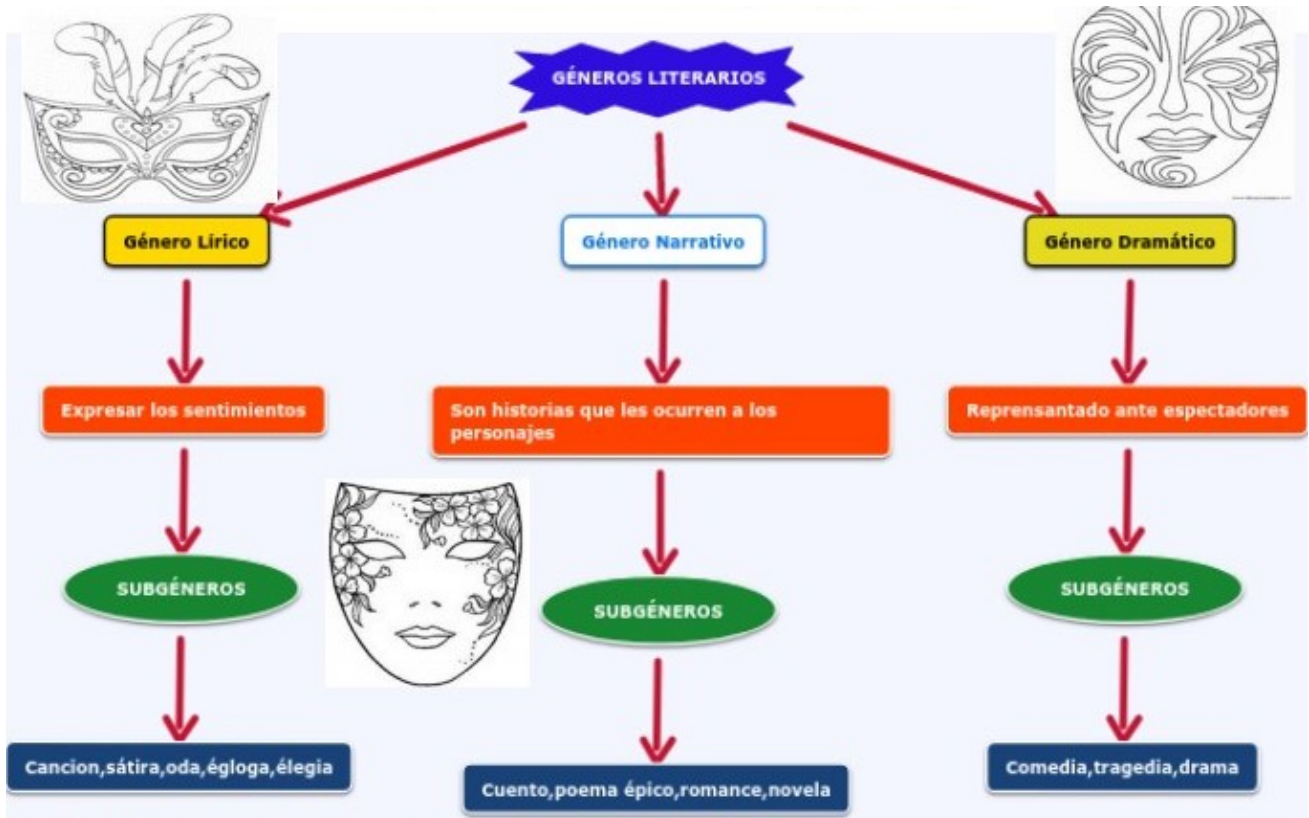 GÉNEROS LITERARIOS
Género Lírico
Género Narrativo
Género Dramático
Expresar los sentimientos
Son historias que les ocurren a los
personajes
Reprensantado ante espectadores
SUBGÉNEROS
SUBGÉNEROS
SUBGÉNEROS
Cancion,sátira,oda,égloga,élegia
Cuento,poema épico,romance,novela
Comedia,tragedia,drama